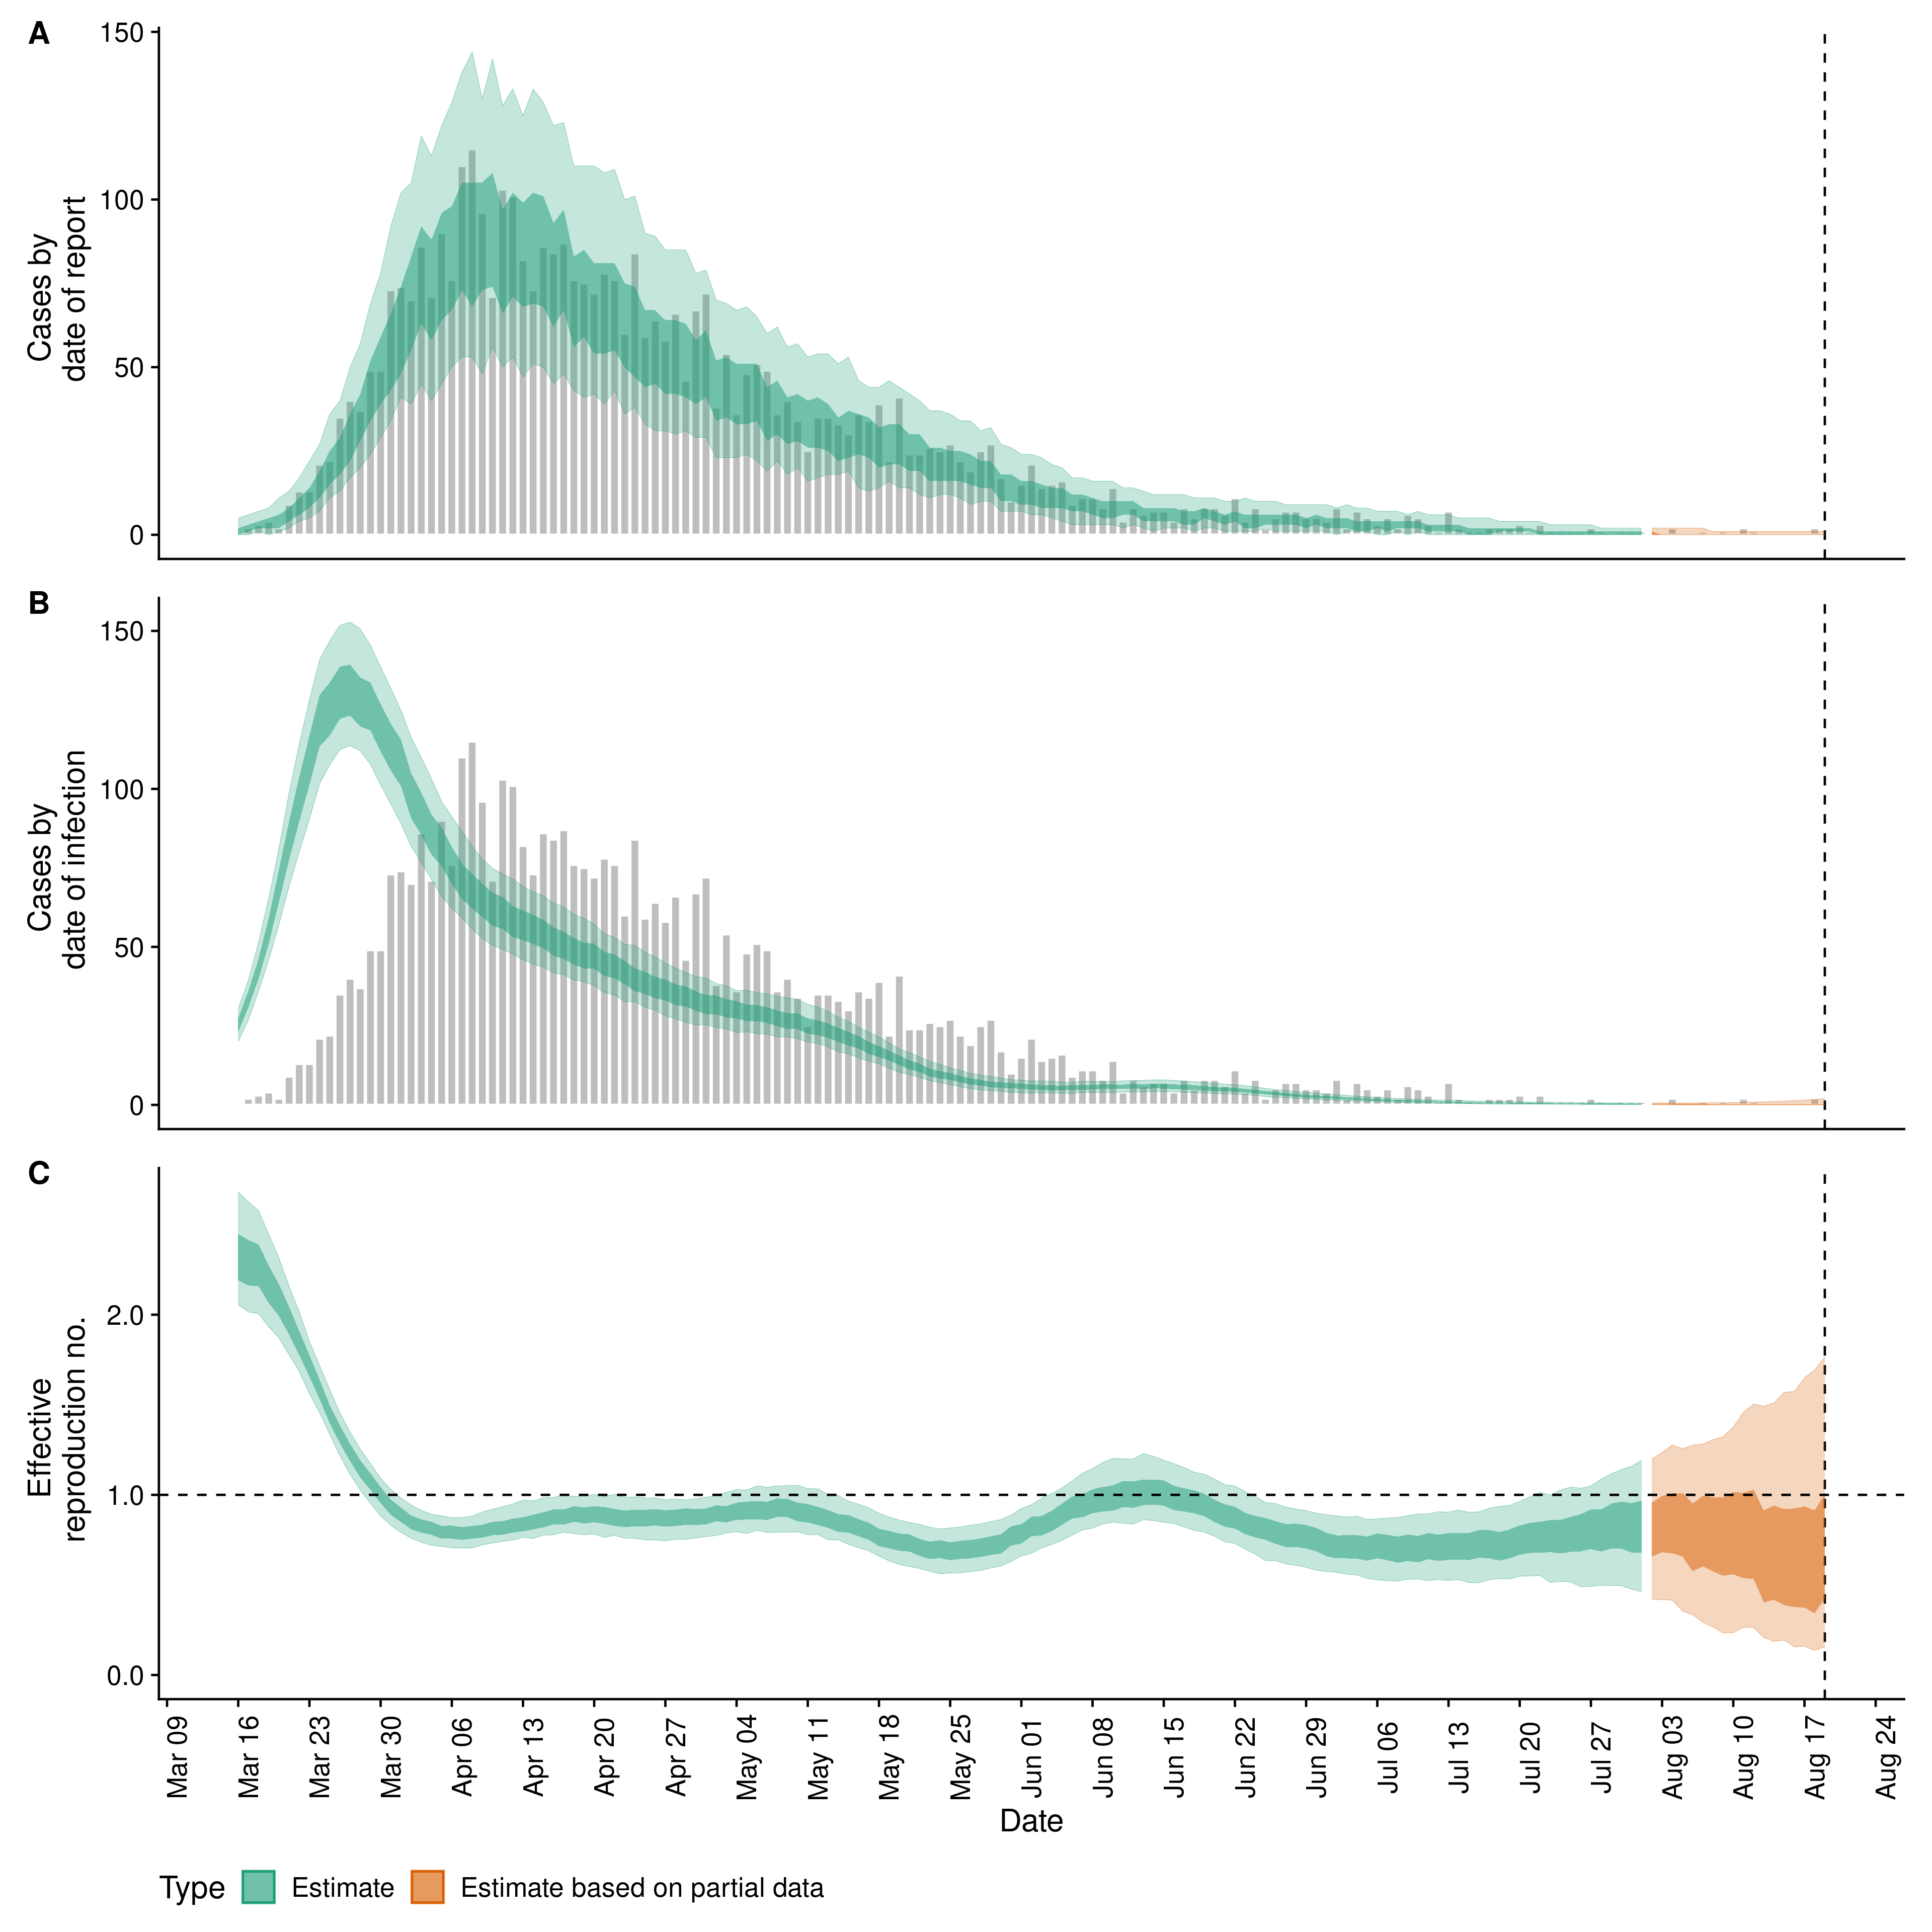 A
150
100
50
0
Cases by
date of report
B
150
100
50
0
Cases by
date of infection
C
2.0
1.0
0.0
Effective
reproduction no.
Mar 09
Mar 16
Mar 23
Mar 30
Apr 06
Apr 13
Apr 20
Apr 27
May 04
May 11
May 18
May 25
Jun 01
Jun 08
Jun 15
Jun 22
Jun 29
Jul 06
Jul 13
Jul 20
Jul 27
Aug 03
Aug 10
Aug 17
Aug 24
Date
Type Estimate Estimate based on partial data